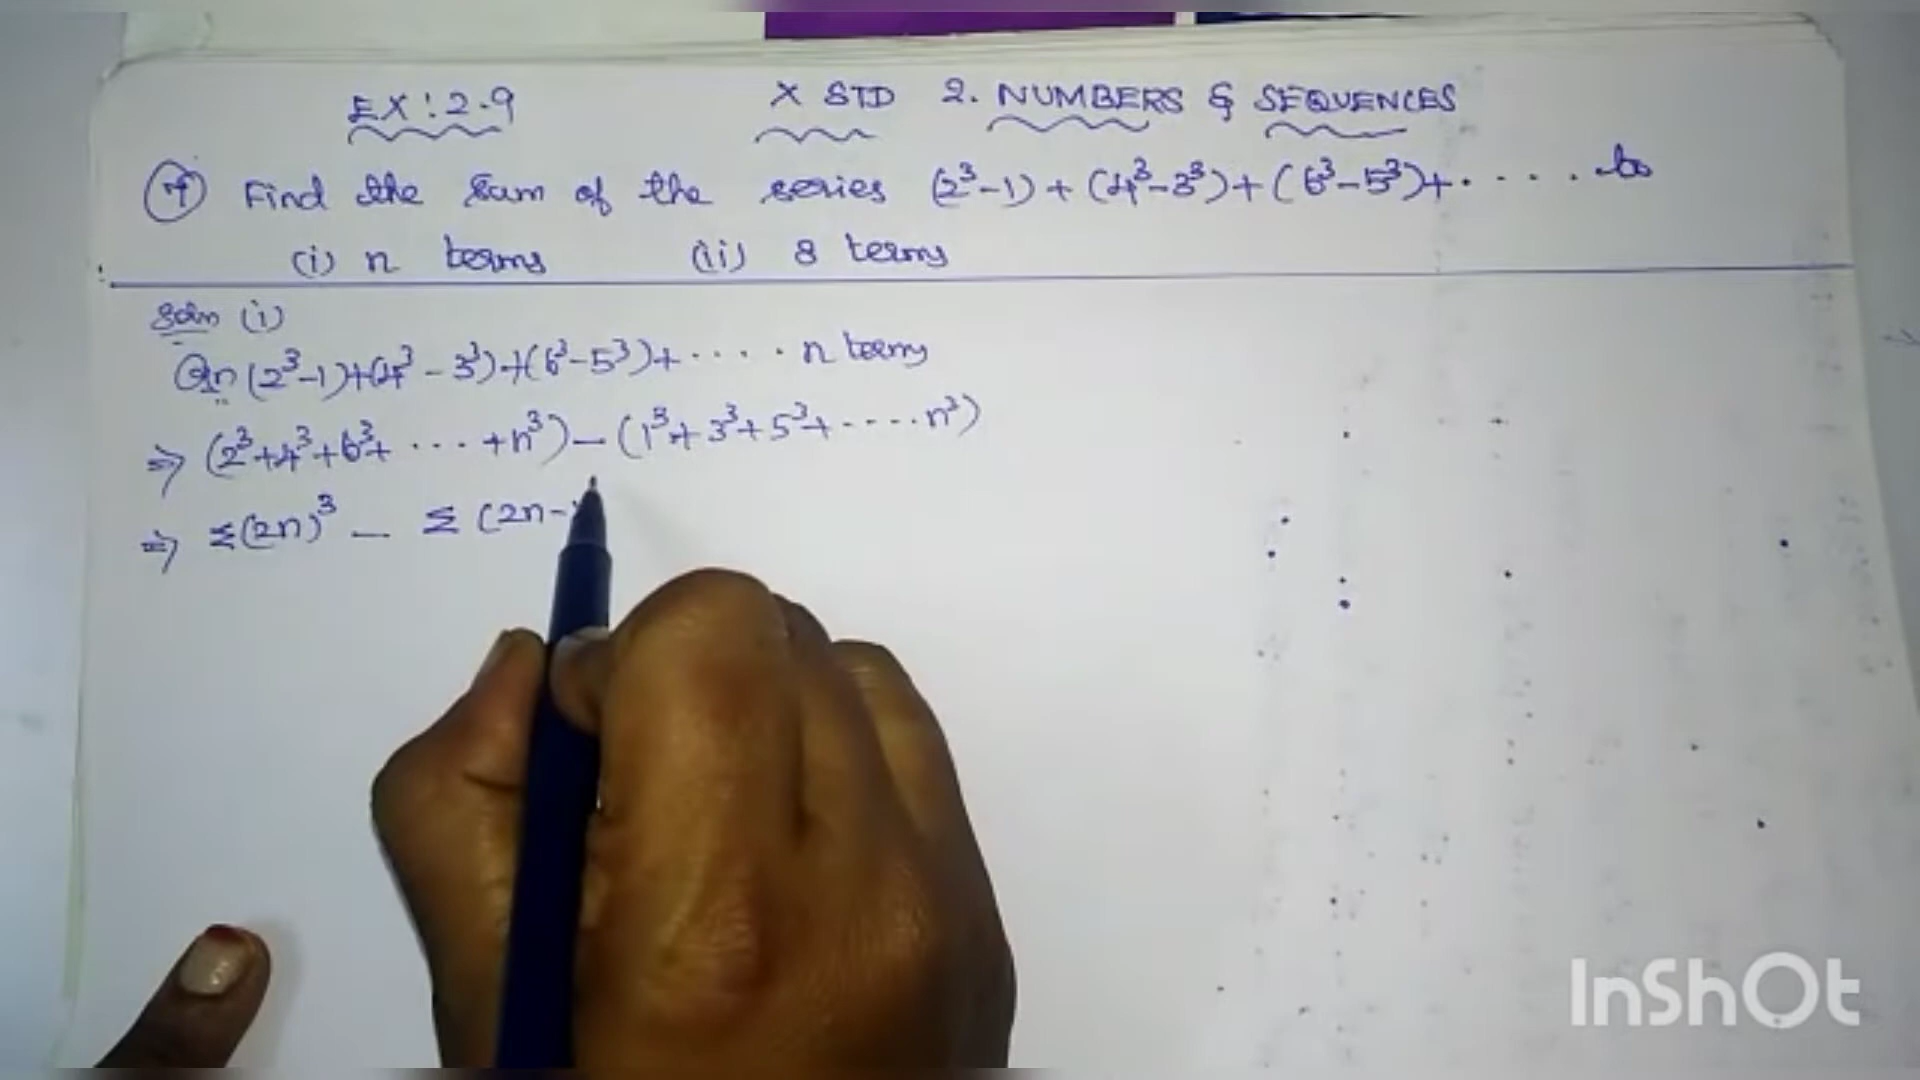 EX : 2.9 X STD 2. NUMBERS & SEQUENCES
⑦ Find the sum of the series (2³-1)+(4³-3³)+(6³-5³)+..... to
(i) n terms (ii) 8 terms
Soln (i)
Gn (2³-1)+(4³-3³)+(6³-5³)+.... n terms
⇒ (2³+4³+6³+ ... +n³)-(1³+3³+5³+....n³)
⇒ Σ(2n)³ - Σ(2n-
InShOt